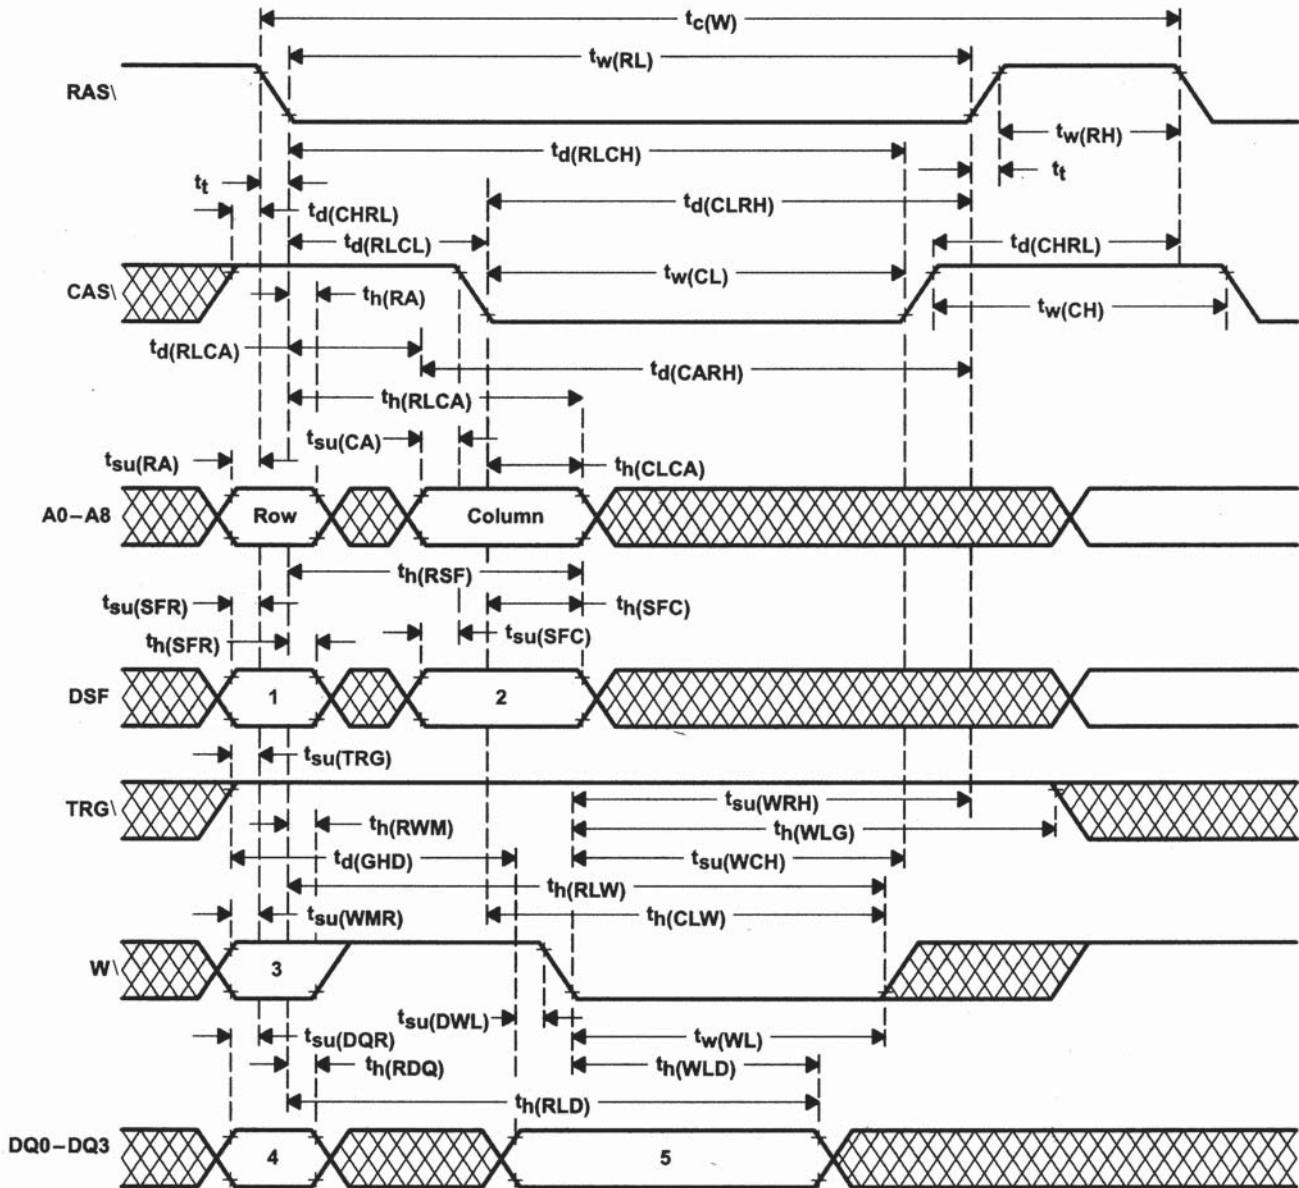 tc(W)
tw(RL)
RAS\
tw(RH)
td(RLCH)
tt
tt
td(CLRH)
td(CHRL)
td(RLCL)
td(CHRL)
tw(CL)
CAS\
th(RA)
tw(CH)
td(RLCA)
td(CARH)
th(RLCA)
tsu(CA)
tsu(RA)
th(CLCA)
A0–A8
Row
Column
th(RSF)
tsu(SFR)
th(SFC)
th(SFR)
tsu(SFC)
DSF
1
2
tsu(TRG)
TRG\
tsu(WRH)
th(RWM)
th(WLG)
td(GHD)
tsu(WCH)
th(RLW)
tsu(WMR)
th(CLW)
W\
3
tsu(DWL)
tsu(DQR)
tw(WL)
th(RDQ)
th(WLD)
th(RLD)
DQ0–DQ3
4
5